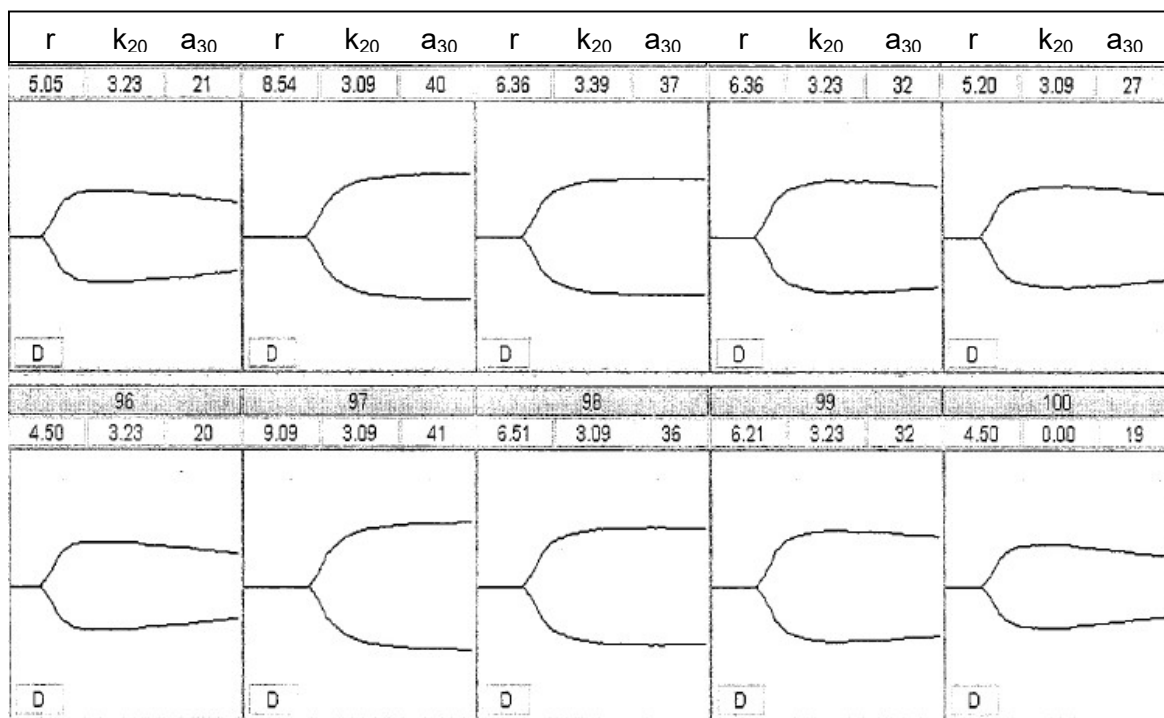 r k₂₀ a₃₀ r k₂₀ a₃₀ r k₂₀ a₃₀ r k₂₀ a₃₀ r k₂₀ a₃₀
5.05 3.23 21 8.54 3.09 40 6.36 3.39 37 6.36 3.23 32 5.20 3.09 27
D D D D D
96 97 98 99 100
4.50 3.23 20 9.09 3.09 41 6.51 3.09 36 6.21 3.23 32 4.50 0.00 19
D D D D D